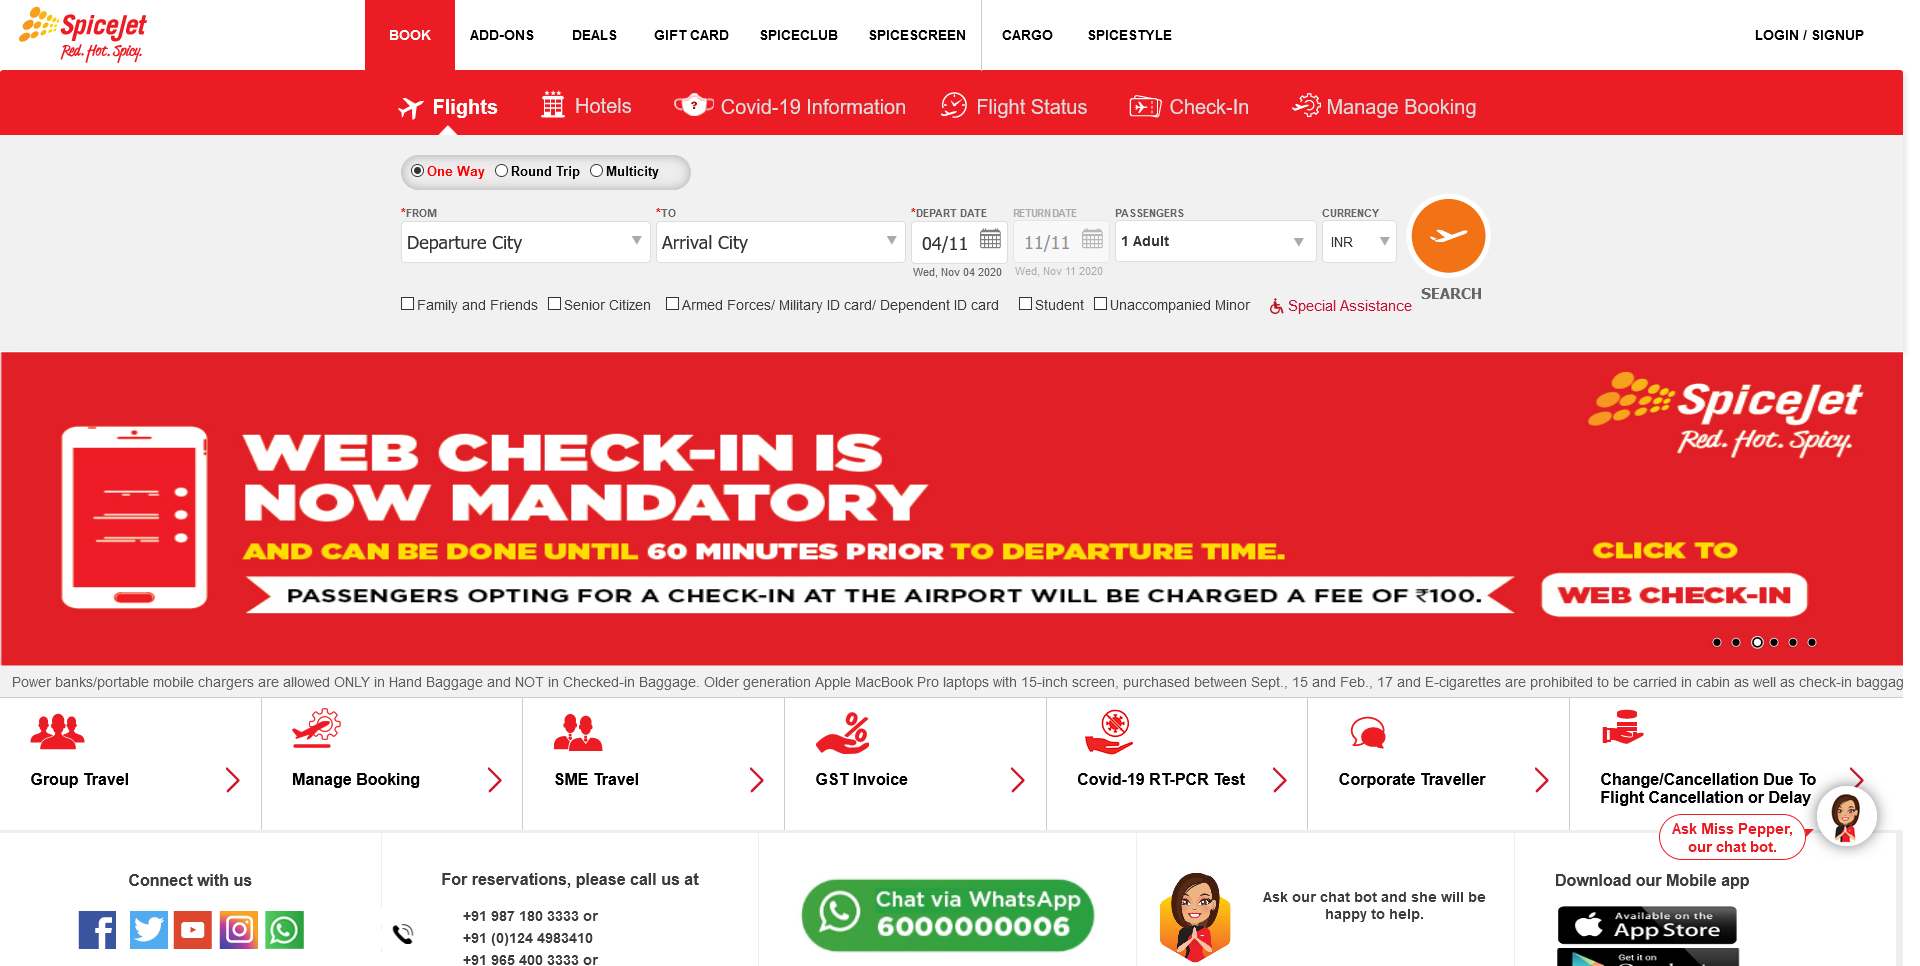 SpiceJet
Red. Hot. Spicy.
BOOK
ADD-ONS
DEALS
GIFT CARD
SPICECLUB
SPICESCREEN
CARGO
SPICESTYLE
LOGIN / SIGNUP
Flights
Hotels
?
Covid-19 Information
Flight Status
Check-In
Manage Booking
One Way
Round Trip
Multicity
*FROM
*TO
*DEPART DATE
RETURN DATE
PASSENGERS
CURRENCY
Departure City
Arrival City
04/11
11/11
1 Adult
INR
Wed, Nov 04 2020
Wed, Nov 11 2020
SEARCH
Family and Friends
Senior Citizen
Armed Forces/ Military ID card/ Dependent ID card
Student
Unaccompanied Minor
Special Assistance
SpiceJet
Red. Hot. Spicy.
WEB CHECK-IN IS
NOW MANDATORY
AND CAN BE DONE UNTIL 60 MINUTES PRIOR TO DEPARTURE TIME.
PASSENGERS OPTING FOR A CHECK-IN AT THE AIRPORT WILL BE CHARGED A FEE OF ₹100.
CLICK TO
WEB CHECK-IN
Power banks/portable mobile chargers are allowed ONLY in Hand Baggage and NOT in Checked-in Baggage. Older generation Apple MacBook Pro laptops with 15-inch screen, purchased between Sept., 15 and Feb., 17 and E-cigarettes are prohibited to be carried in cabin as well as check-in baggag
Group Travel
Manage Booking
SME Travel
%
GST Invoice
Covid-19 RT-PCR Test
Corporate Traveller
Change/Cancellation Due To
Flight Cancellation or Delay
Ask Miss Pepper,
our chat bot.
Connect with us
For reservations, please call us at
+91 987 180 3333 or
+91 (0)124 4983410
+91 965 400 3333 or
Chat via WhatsApp
6000000006
Ask our chat bot and she will be
happy to help.
Download our Mobile app
Available on the
App Store
Get it on